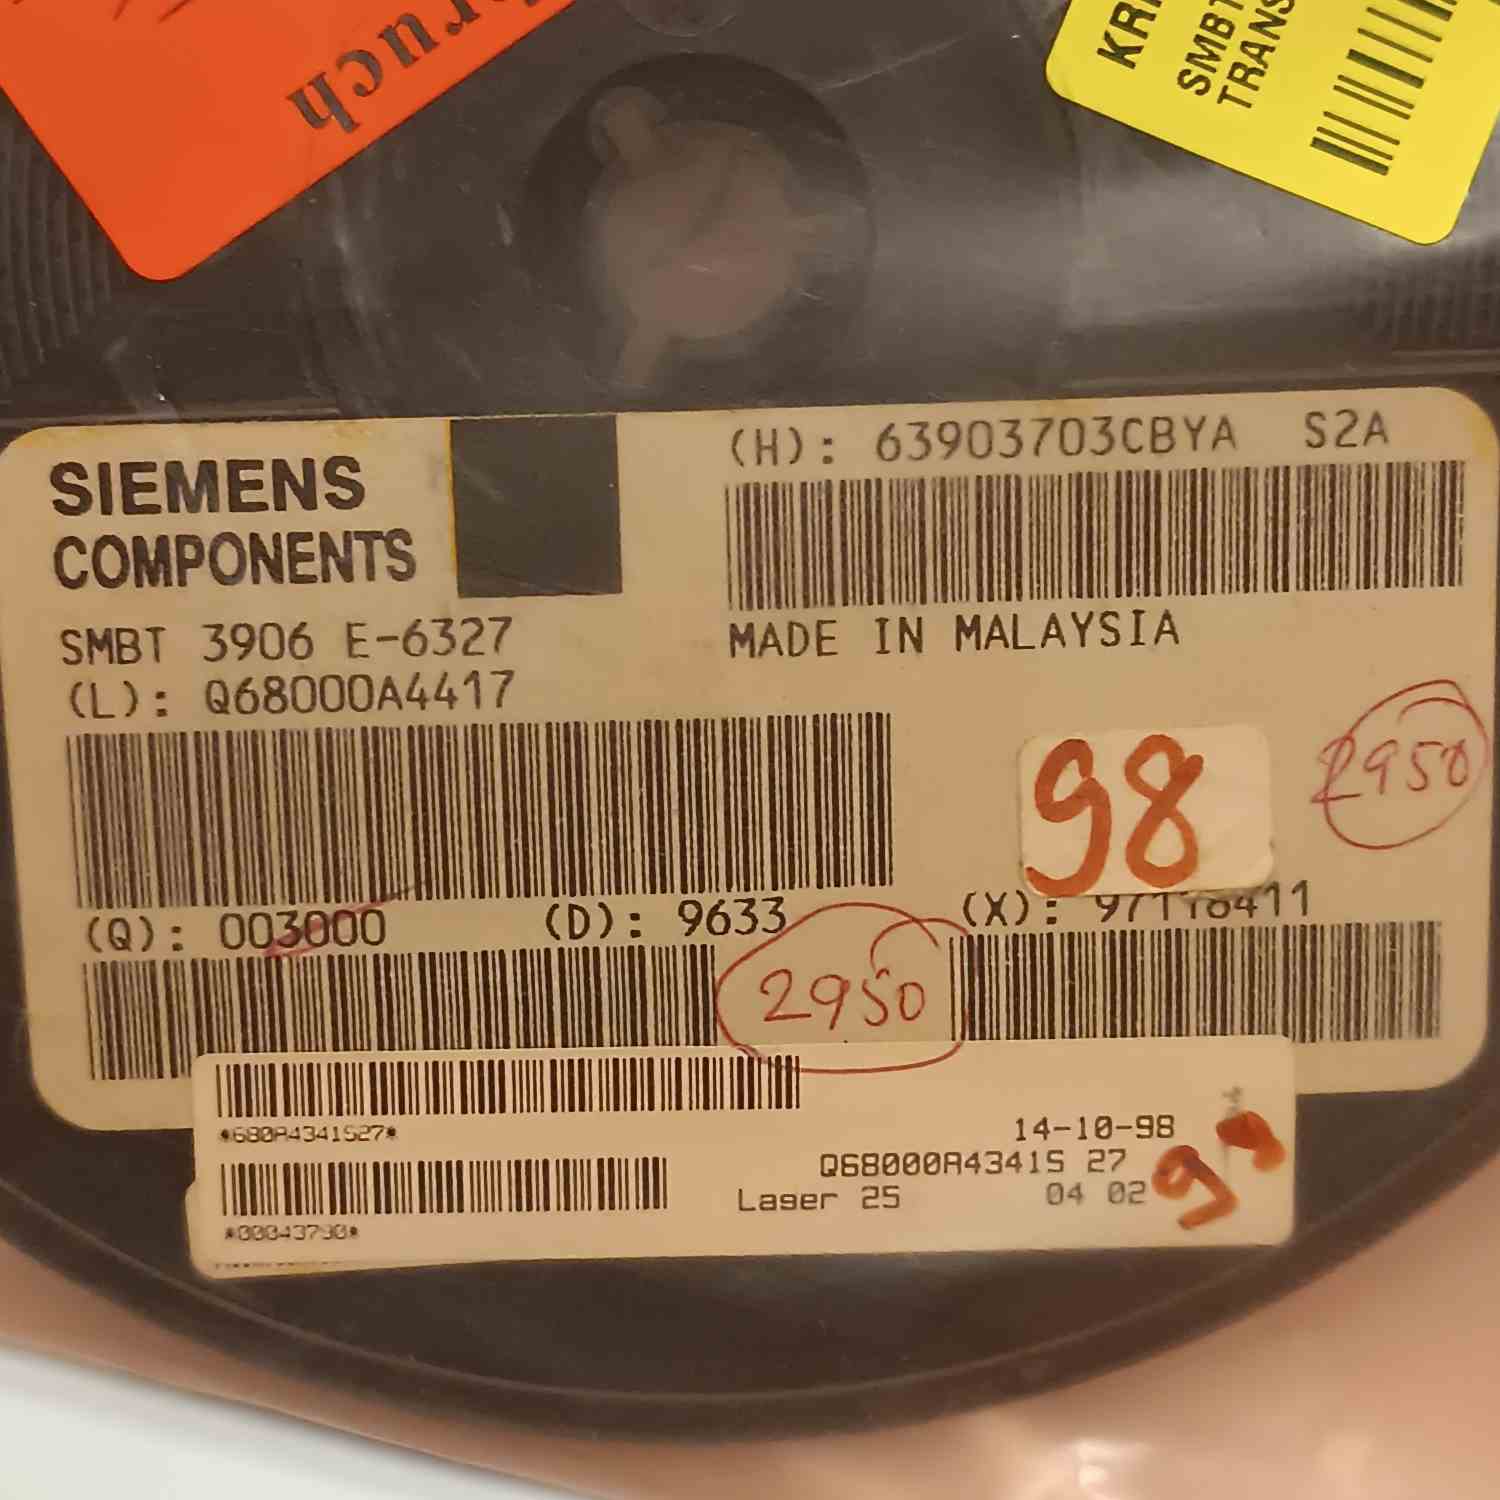 ruch
KRI
SMBT
TRANS
SIEMENS
COMPONENTS
SMBT 3906 E-6327
(L): Q68000A4417
(H): 63903703CBYA S2A
MADE IN MALAYSIA
98
2950
(Q): 003000
(D): 9633
(X): 97118411
2950
*680A4341S27*
14-10-98
Q68000A4341S 27
Laser 25
04 02
*00043790*